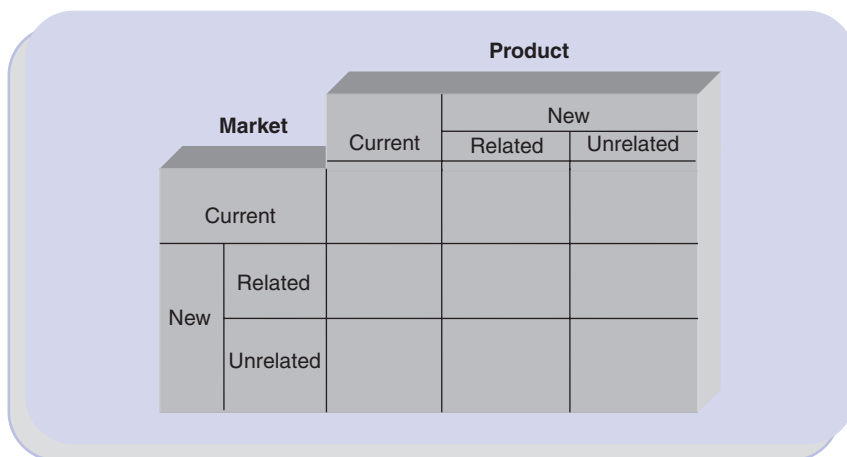 Product
Market
New
Current
Related
Unrelated
Current
Related
New
Unrelated